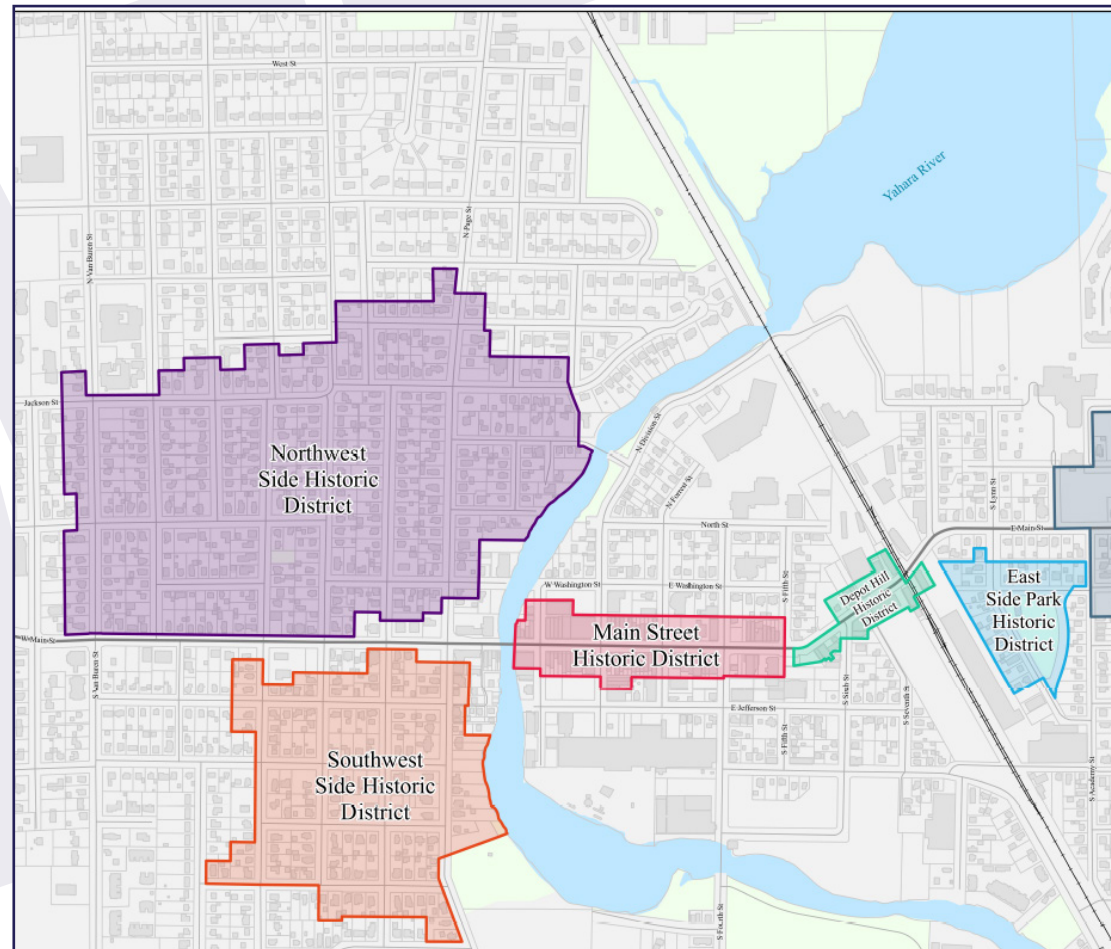 West St
N Page St
Yahara River
N Van Buren St
Jackson St
N Division St
Northwest
Side Historic
District
N Forrest St
S Lynn St
North St
E Main St
W Washington St
E Washington St
S Fifth St
Depot Hill
Historic
District
East
Side Park
Historic
District
W Main St
Main Street
Historic District
S Van Buren St
S Sixth St
S Seventh St
E Jefferson St
S Fifth St
Southwest
Side Historic
District
S Academy St
S Fourth St